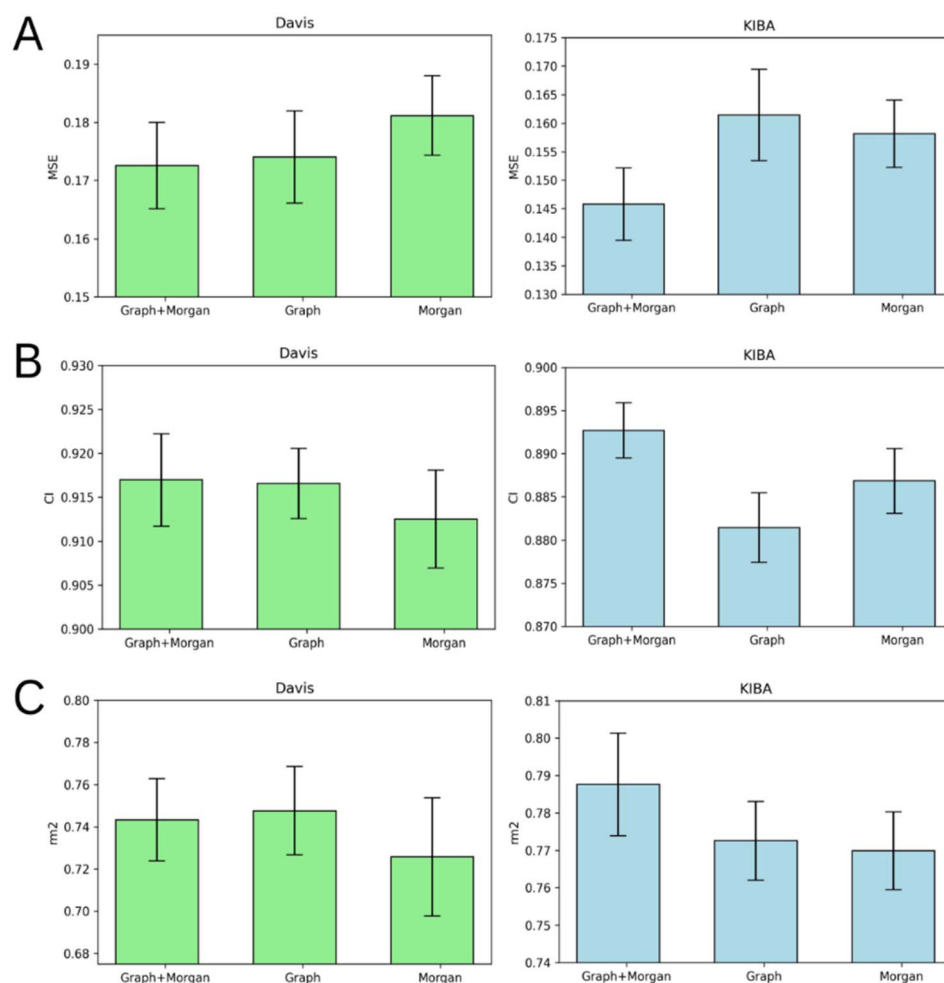 A
Davis
0.19
0.18
0.17
0.16
0.15
MSE
Graph+Morgan Graph Morgan
KIBA
0.175
0.170
0.165
0.160
0.155
0.150
0.145
0.140
0.135
0.130
MSE
Graph+Morgan Graph Morgan
B
Davis
0.930
0.925
0.920
0.915
0.910
0.905
0.900
CI
Graph+Morgan Graph Morgan
KIBA
0.900
0.895
0.890
0.885
0.880
0.875
0.870
CI
Graph+Morgan Graph Morgan
C
Davis
0.80
0.78
0.76
0.74
0.72
0.70
0.68
rm2
Graph+Morgan Graph Morgan
KIBA
0.81
0.80
0.79
0.78
0.77
0.76
0.75
0.74
rm2
Graph+Morgan Graph Morgan